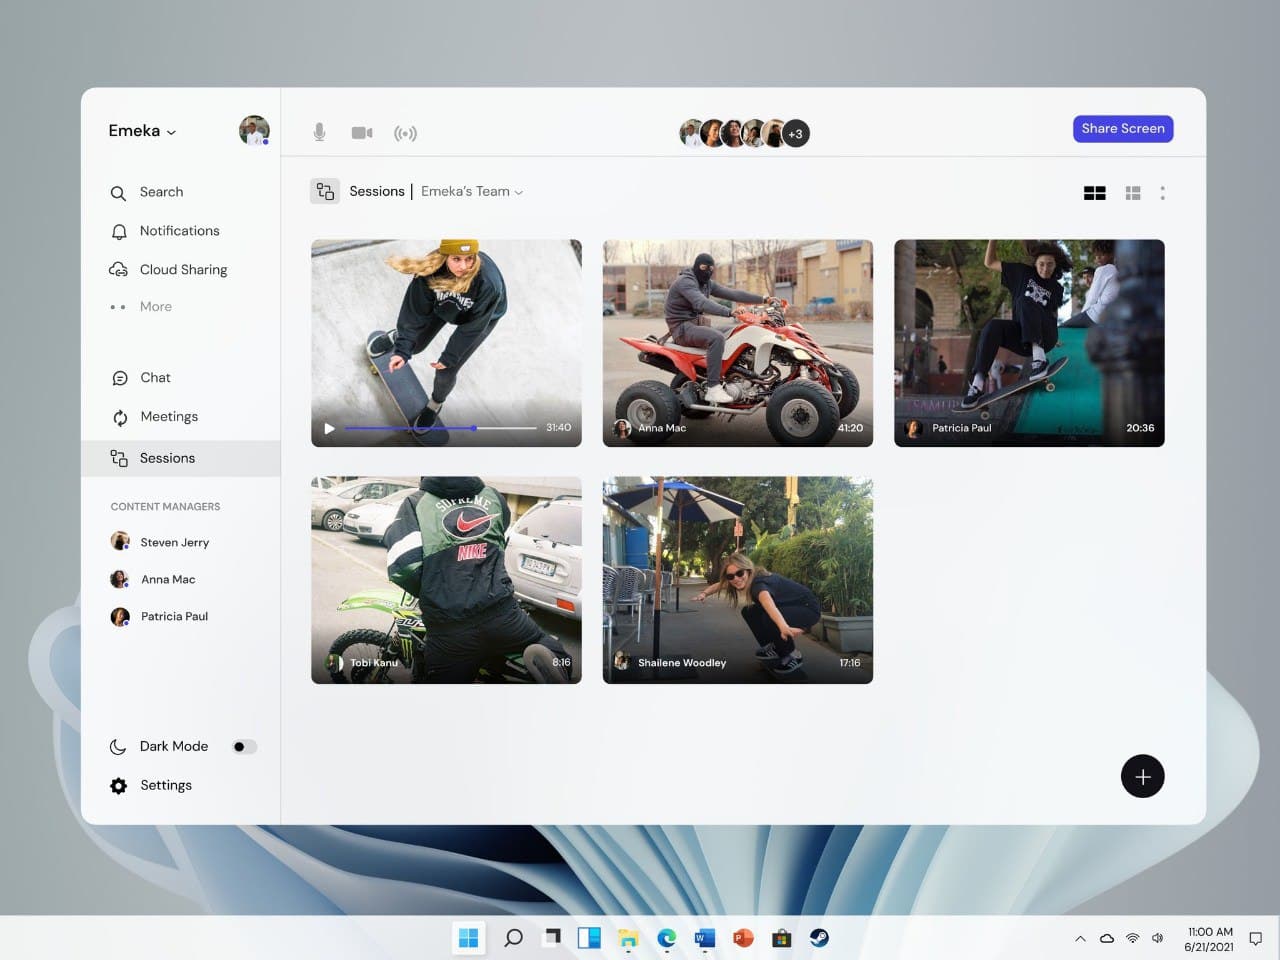 Emeka
+3
Share Screen
Search
Sessions | Emeka's Team
Notifications
Cloud Sharing
More
Chat
Meetings
Sessions
31:40
Anna Mac
41:20
Patricia Paul
20:36
CONTENT MANAGERS
Steven Jerry
Anna Mac
Patricia Paul
NIKE
Tobi Kanu
8:16
Shailene Woodley
17:16
Dark Mode
Settings
11:00 AM
6/21/2021